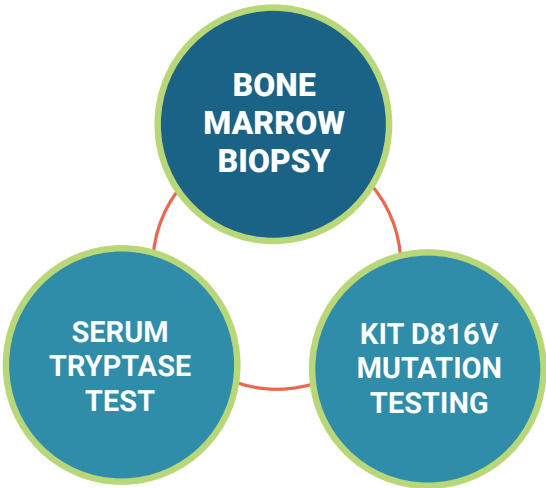 BONE
MARROW
BIOPSY
SERUM
TRYPTASE
TEST
KIT D816V
MUTATION
TESTING